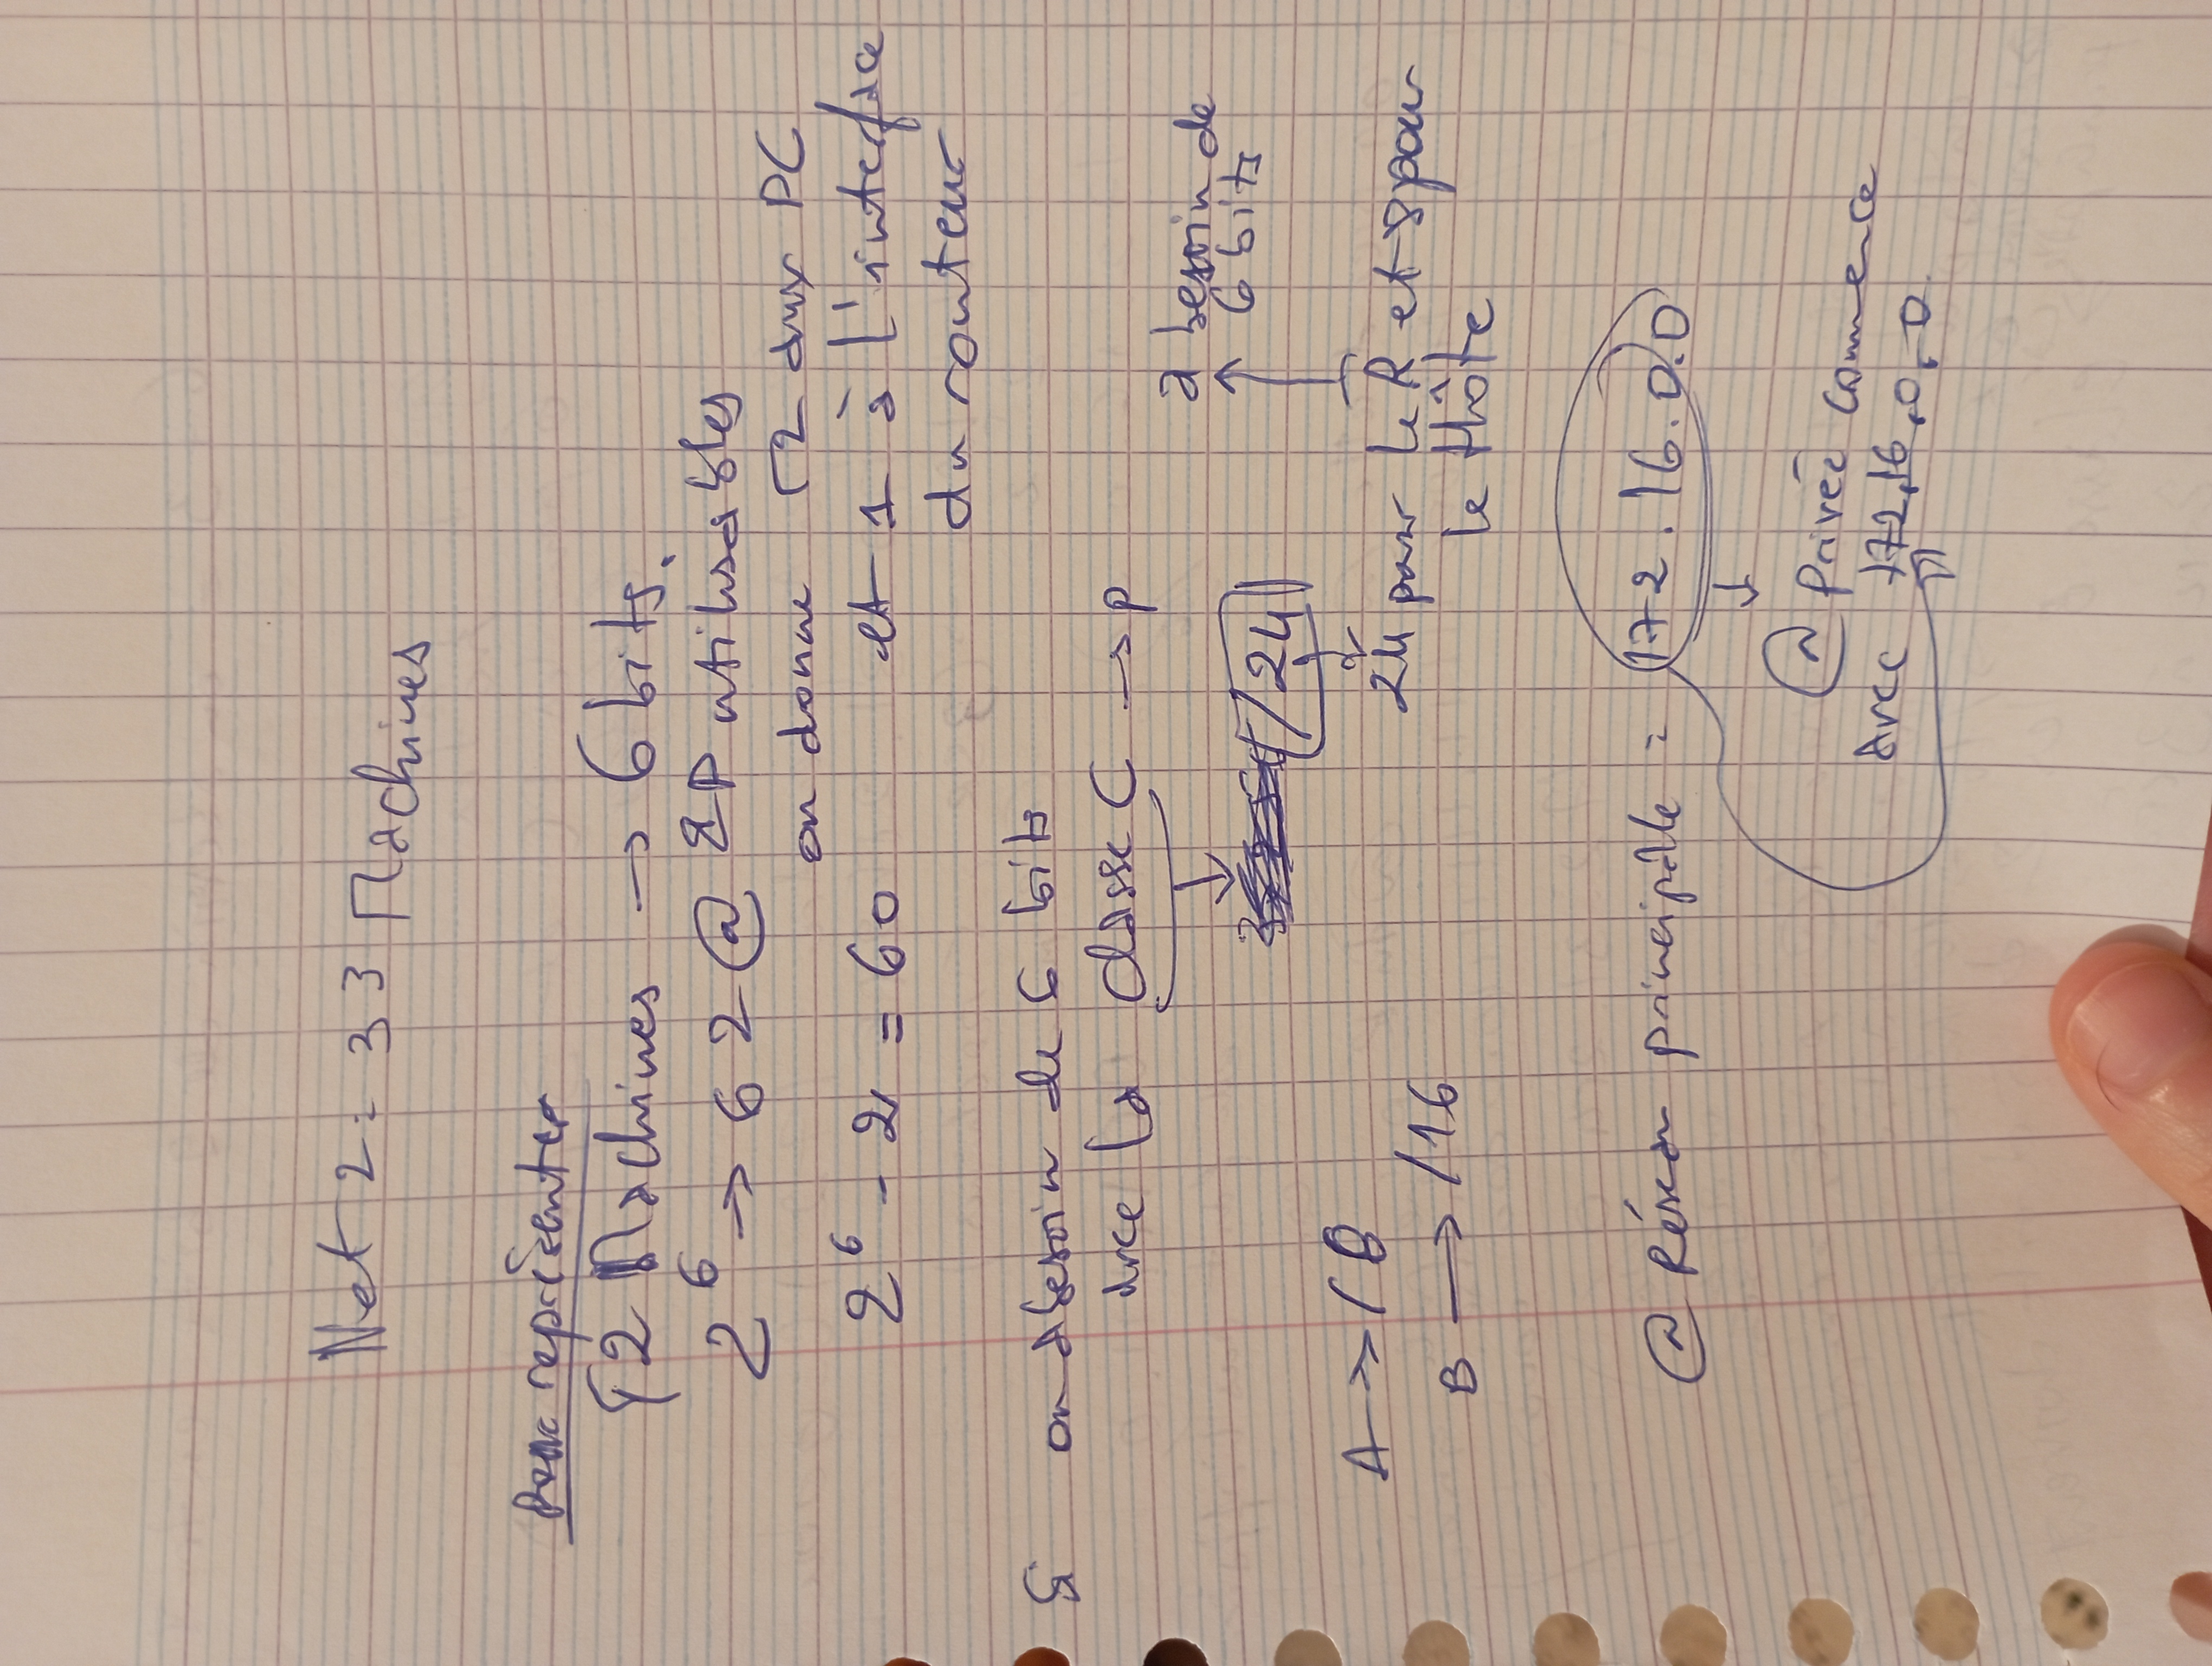 Net 2 = 33 Machines
Pour représenter
52 Machines → 6 bits.
2^6 → 62 @ IP utilisables
on donne 52 aux PC
2^6 - 2 = 60 et 1 à l'interface
du routeur
Si on a besoin de 6 bits
avec la classe C → p
a besoin de
6 bits
/24
A → /8
24 pour le R et 8 pour
B → /16
le Hôte
@ Réseau principale = 172.16.0.0
@ Privée commence
avec 172.16.0.0